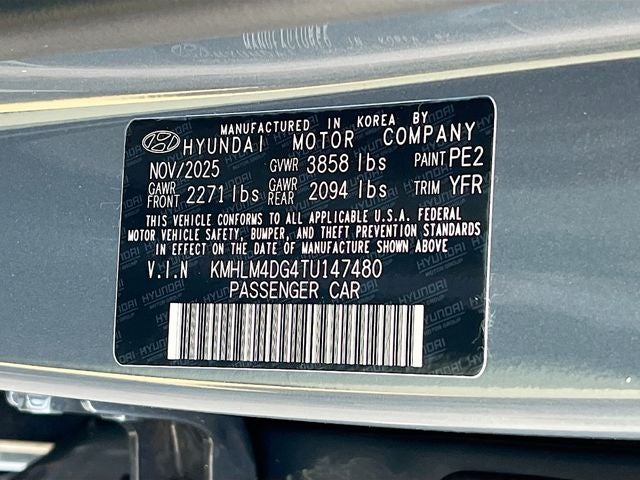 MANUFACTURED IN KOREA BY
HYUNDAI MOTOR COMPANY
NOV/2025 GVWR 3858 lbs PAINT PE2
GAWR FRONT 2271 lbs GAWR REAR 2094 lbs TRIM YFR
THIS VEHICLE CONFORMS TO ALL APPLICABLE U.S.A. FEDERAL
MOTOR VEHICLE SAFETY, BUMPER, AND THEFT PREVENTION STANDARDS
IN EFFECT ON THE DATE OF MANUFACTURE SHOWN ABOVE
V.I.N KMHLM4DG4TU147480
PASSENGER CAR